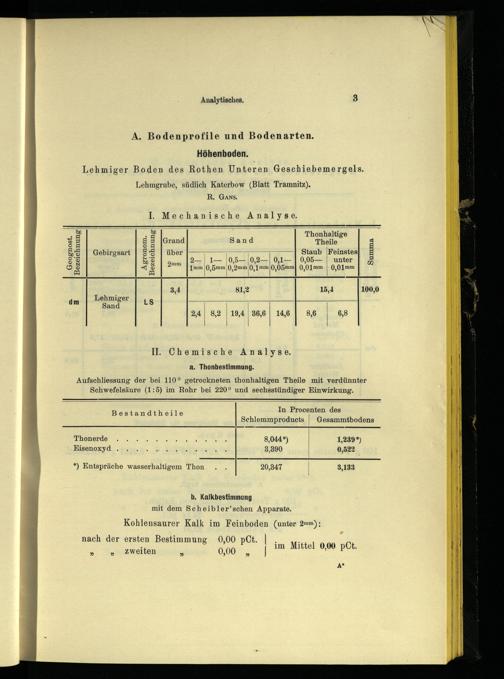 Analytisches. 3
A. Bodenprofile und Bodenarten.
Höhenboden.
Lehmiger Boden des Rothen Unteren Geschiebemergels.
Lehmgrube, südlich Katerbow (Blatt Tramnitz).
R. GANS.
I. Mechanische Analyse.
Geognost. Bezeichnung | Gebirgsart | Agronom. Bezeichnung | Grand über 2mm | Sand | Thonhaltige Theile | Summa
2— 1mm | 1— 0,5mm | 0,5— 0,2mm | 0,2— 0,1mm | 0,1— 0,05mm | Staub 0,05— 0,01mm | Feinstes unter 0,01mm
dm | Lehmiger Sand | LS | 3,4 | 81,2 | 15,4 | 100,0
2,4 | 8,2 | 19,4 | 36,6 | 14,6 | 8,6 | 6,8
II. Chemische Analyse.
a. Thonbestimmung.
Aufschliessung der bei 110° getrockneten thonhaltigen Theile mit verdünnter
Schwefelsäure (1:5) im Rohr bei 220° und sechsstündiger Einwirkung.
Bestandtheile | In Procenten des
Schlemmproducts | Gesammtbodens
Thonerde . . . . . . . . . . . 8,044*) 1,239*)
Eisenoxyd . . . . . . . . . . . 3,390 0,522
*) Entspräche wasserhaltigem Thon . . 20,347 3,133
b. Kalkbestimmung
mit dem Scheibler'schen Apparate.
Kohlensaurer Kalk im Feinboden (unter 2mm):
nach der ersten Bestimmung 0,00 pCt.
„ „ zweiten „ 0,00 „
im Mittel 0,00 pCt.
A*